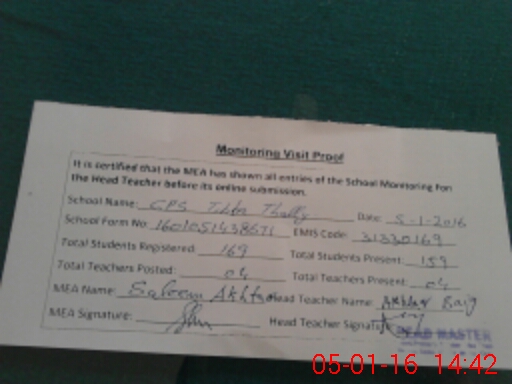 Monitoring Visit Proof
It is certified that the MEA has shown all entries of the School Monitoring Form
the Head Teacher before its online submission.
School Name: GPS Tibba Date: 5-1-2016
School Form No: EMIS Code: 31330169
Total Students Registered: 169 Total Students Present: 159
Total Teachers Posted: 04 Total Teachers Present: 04
MEA Name: Saleem Akhtar Head Teacher Name: Akhtar Baig
MEA Signature: Head Teacher Signature HEAD MASTER
05-01-16 14:42